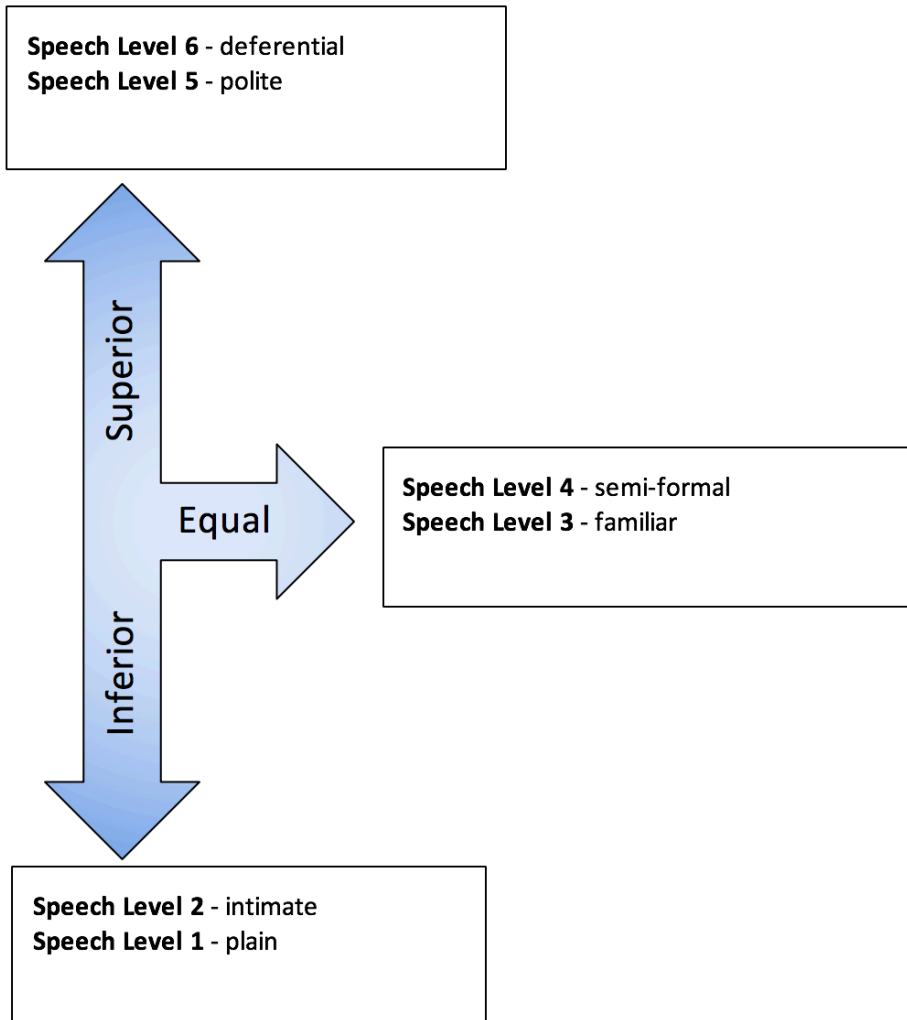 Speech Level 6 - deferential
Speech Level 5 - polite
Superior
Equal
Speech Level 4 - semi-formal
Speech Level 3 - familiar
Inferior
Speech Level 2 - intimate
Speech Level 1 - plain